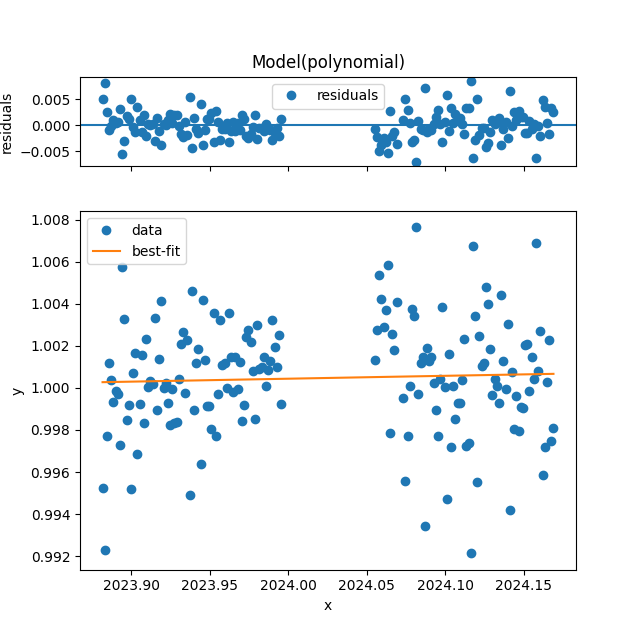 Model(polynomial)
residuals
0.005
0.000
−0.005
residuals
1.008
1.006
1.004
1.002
1.000
0.998
0.996
0.994
0.992
y
data
best-fit
2023.90 2023.95 2024.00 2024.05 2024.10 2024.15
x